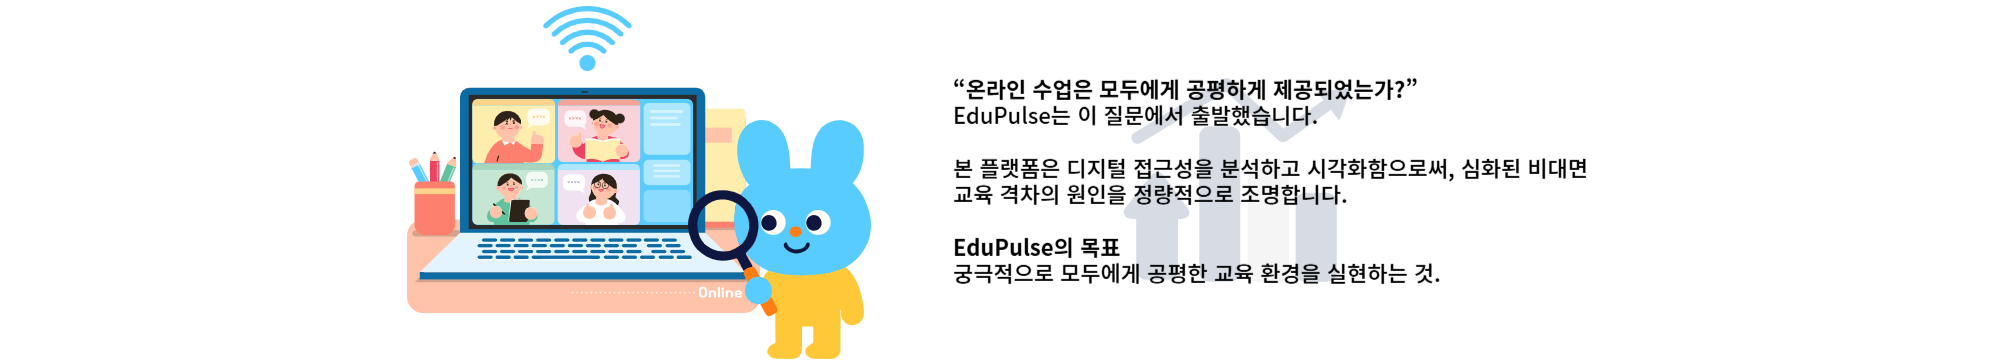 “온라인 수업은 모두에게 공평하게 제공되었는가?”
EduPulse는 이 질문에서 출발했습니다.
본 플랫폼은 디지털 접근성을 분석하고 시각화함으로써, 심화된 비대면
교육 격차의 원인을 정량적으로 조명합니다.
EduPulse의 목표
궁극적으로 모두에게 공평한 교육 환경을 실현하는 것.
Online